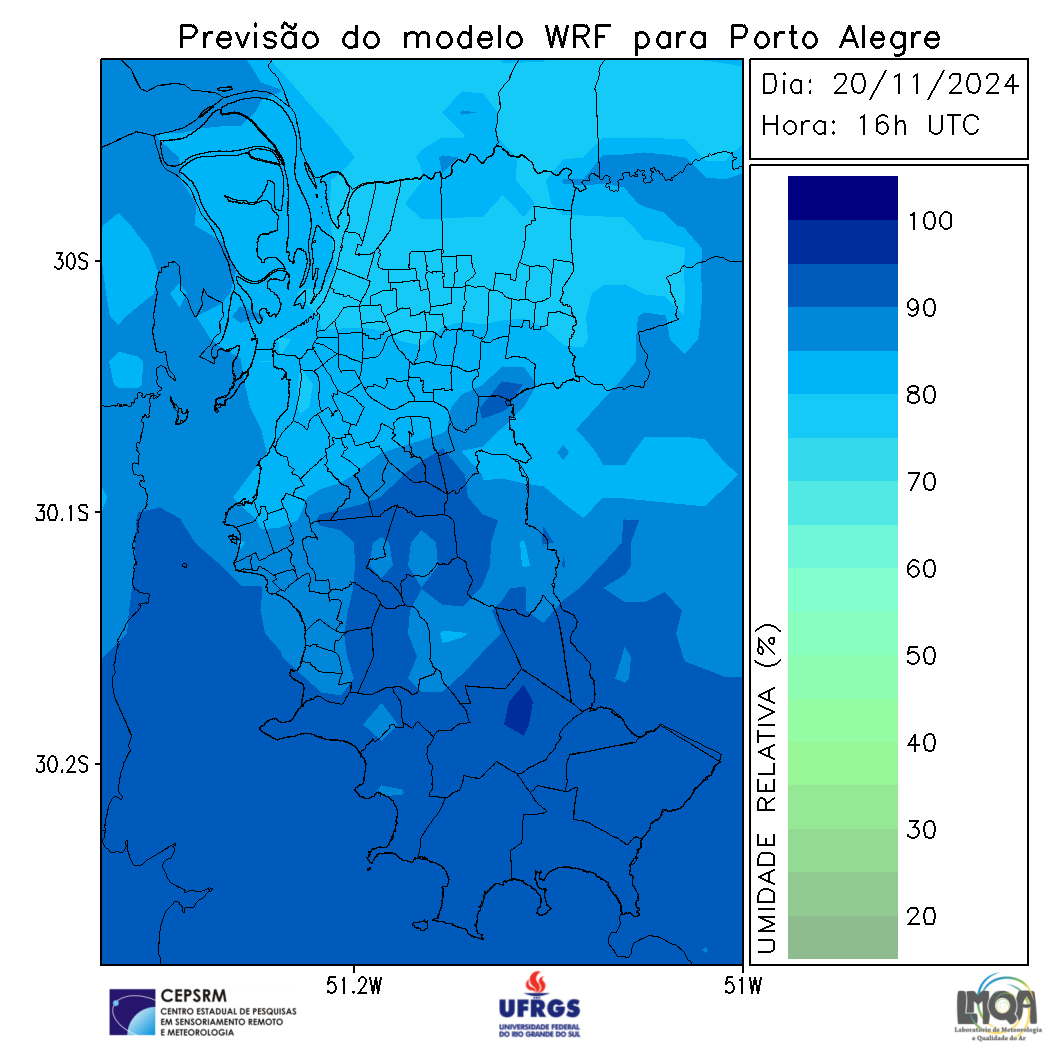 Previsão do modelo WRF para Porto Alegre
Dia: 20/11/2024
Hora: 16h UTC
30S
30.1S
30.2S
51.2W
51W
100
90
80
70
60
50
40
30
20
UMIDADE RELATIVA (%)
CEPSRM
CENTRO ESTADUAL DE PESQUISAS
EM SENSORIAMENTO REMOTO
E METEOROLOGIA
UFRGS
UNIVERSIDADE FEDERAL
DO RIO GRANDE DO SUL
LMQA
Laboratório de Meteorologia
e Qualidade do Ar